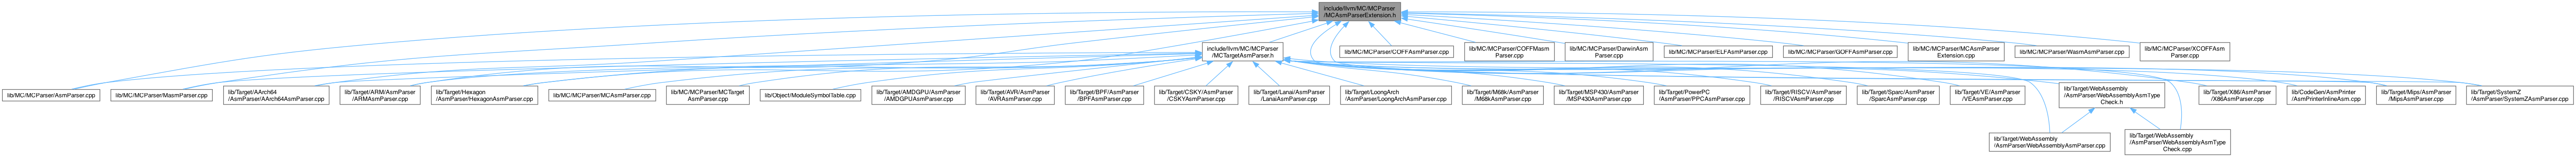 include/llvm/MC/MCParser
/MCAsmParserExtension.h
include/llvm/MC/MCParser
/MCTargetAsmParser.h
lib/MC/MCParser/COFFAsmParser.cpp
lib/MC/MCParser/COFFMasm
Parser.cpp
lib/MC/MCParser/DarwinAsm
Parser.cpp
lib/MC/MCParser/ELFAsmParser.cpp
lib/MC/MCParser/GOFFAsmParser.cpp
lib/MC/MCParser/MCAsmParser
Extension.cpp
lib/MC/MCParser/WasmAsmParser.cpp
lib/MC/MCParser/XCOFFAsm
Parser.cpp
lib/MC/MCParser/AsmParser.cpp
lib/MC/MCParser/MasmParser.cpp
lib/Target/AArch64
/AsmParser/AArch64AsmParser.cpp
lib/Target/ARM/AsmParser
/ARMAsmParser.cpp
lib/Target/Hexagon
/AsmParser/HexagonAsmParser.cpp
lib/MC/MCParser/MCAsmParser.cpp
lib/MC/MCParser/MCTarget
AsmParser.cpp
lib/Object/ModuleSymbolTable.cpp
lib/Target/AMDGPU/AsmParser
/AMDGPUAsmParser.cpp
lib/Target/AVR/AsmParser
/AVRAsmParser.cpp
lib/Target/BPF/AsmParser
/BPFAsmParser.cpp
lib/Target/CSKY/AsmParser
/CSKYAsmParser.cpp
lib/Target/Lanai/AsmParser
/LanaiAsmParser.cpp
lib/Target/LoongArch
/AsmParser/LoongArchAsmParser.cpp
lib/Target/M68k/AsmParser
/M68kAsmParser.cpp
lib/Target/MSP430/AsmParser
/MSP430AsmParser.cpp
lib/Target/PowerPC
/AsmParser/PPCAsmParser.cpp
lib/Target/RISCV/AsmParser
/RISCVAsmParser.cpp
lib/Target/Sparc/AsmParser
/SparcAsmParser.cpp
lib/Target/VE/AsmParser
/VEAsmParser.cpp
lib/Target/WebAssembly
/AsmParser/WebAssemblyAsmType
Check.h
lib/Target/X86/AsmParser
/X86AsmParser.cpp
lib/CodeGen/AsmPrinter
/AsmPrinterInlineAsm.cpp
lib/Target/Mips/AsmParser
/MipsAsmParser.cpp
lib/Target/SystemZ
/AsmParser/SystemZAsmParser.cpp
lib/Target/WebAssembly
/AsmParser/WebAssemblyAsmParser.cpp
lib/Target/WebAssembly
/AsmParser/WebAssemblyAsmType
Check.cpp